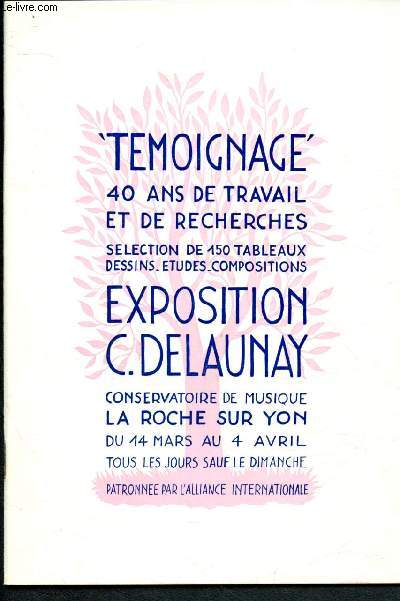 Le-livre.com
'TEMOIGNAGE'
40 ANS DE TRAVAIL
ET DE RECHERCHES
SELECTION DE 150 TABLEAUX
DESSINS_ETUDES_COMPOSITIONS
EXPOSITION
C. DELAUNAY
CONSERVATOIRE DE MUSIQUE
LA ROCHE SUR YON
DU 14 MARS AU 4 AVRIL
TOUS LES JOURS SAUF LE DIMANCHE
PATRONNEE PAR L'ALLIANCE INTERNATIONALE